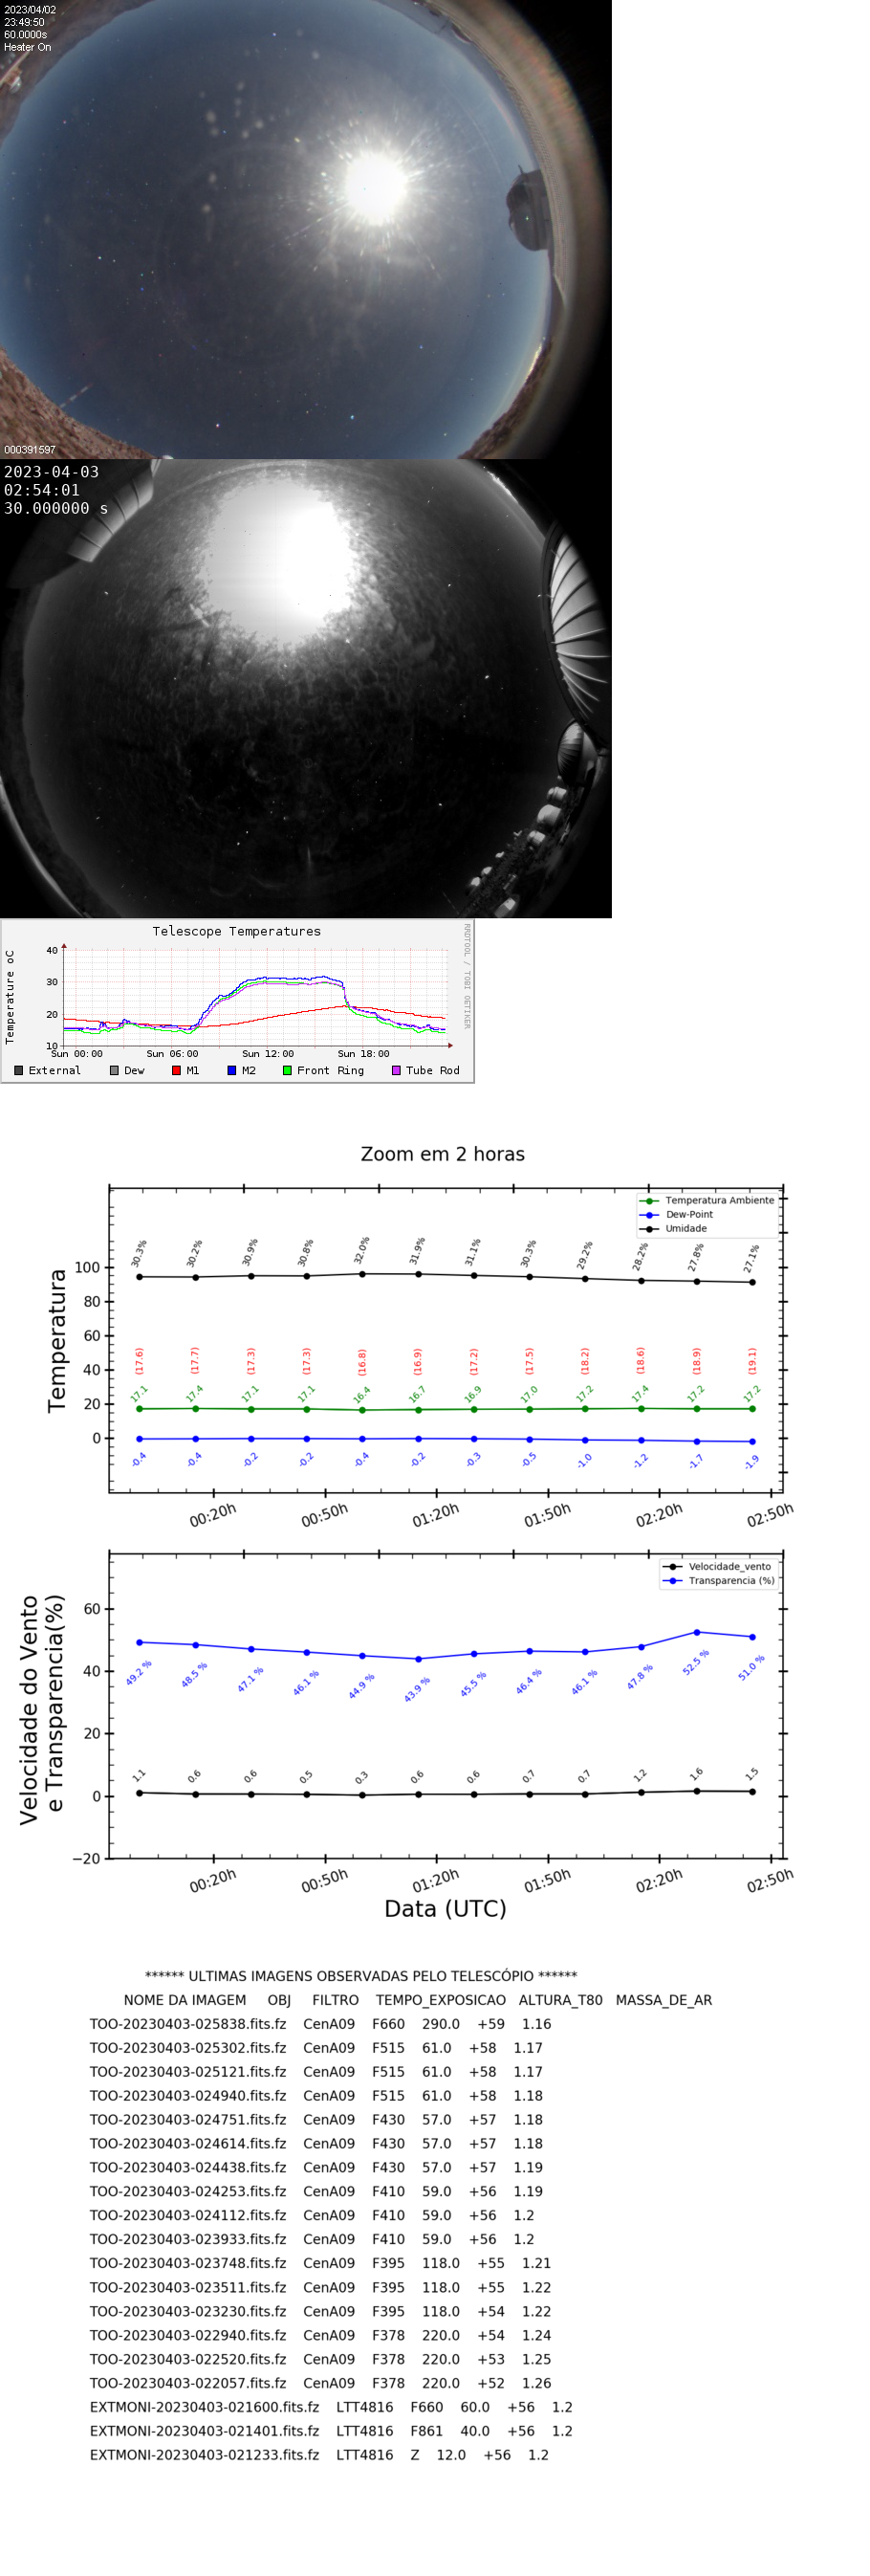 2023/04/02
23:49:50
60.0000s
Heater On
000391597
2023-04-03
02:54:01
30.000000 s
Telescope Temperatures
RRDTOOL / TOBI OETIKER
Temperature oC
40
30
20
10
Sun 00:00 Sun 06:00 Sun 12:00 Sun 18:00
External Dew M1 M2 Front Ring Tube Rod
Zoom em 2 horas
Temperatura Ambiente
Dew-Point
Umidade
Temperatura
100
80
60
40
20
0
30.3% 30.2% 30.9% 30.8% 32.0% 31.9% 31.1% 30.3% 29.2% 28.2% 27.8% 27.1%
(17.6) (17.7) (17.3) (17.3) (16.8) (16.9) (17.2) (17.5) (18.2) (18.6) (18.9) (19.1)
17.1 17.4 17.1 17.1 16.4 16.7 16.9 17.0 17.2 17.4 17.2 17.2
-0.4 -0.4 -0.2 -0.2 -0.4 -0.2 -0.3 -0.5 -1.0 -1.2 -1.7 -1.9
00:20h 00:50h 01:20h 01:50h 02:20h 02:50h
Velocidade_vento
Transparencia (%)
Velocidade do Vento
e Transparencia(%)
60
40
20
0
−20
49.2 % 48.5 % 47.1 % 46.1 % 44.9 % 43.9 % 45.5 % 46.4 % 46.1 % 47.8 % 52.5 % 51.0 %
1.1 0.6 0.6 0.5 0.3 0.6 0.6 0.7 0.7 1.2 1.6 1.5
00:20h 00:50h 01:20h 01:50h 02:20h 02:50h
Data (UTC)
****** ULTIMAS IMAGENS OBSERVADAS PELO TELESCÓPIO ******
NOME DA IMAGEM OBJ FILTRO TEMPO_EXPOSICAO ALTURA_T80 MASSA_DE_AR
TOO-20230403-025838.fits.fz CenA09 F660 290.0 +59 1.16
TOO-20230403-025302.fits.fz CenA09 F515 61.0 +58 1.17
TOO-20230403-025121.fits.fz CenA09 F515 61.0 +58 1.17
TOO-20230403-024940.fits.fz CenA09 F515 61.0 +58 1.18
TOO-20230403-024751.fits.fz CenA09 F430 57.0 +57 1.18
TOO-20230403-024614.fits.fz CenA09 F430 57.0 +57 1.18
TOO-20230403-024438.fits.fz CenA09 F430 57.0 +57 1.19
TOO-20230403-024253.fits.fz CenA09 F410 59.0 +56 1.19
TOO-20230403-024112.fits.fz CenA09 F410 59.0 +56 1.2
TOO-20230403-023933.fits.fz CenA09 F410 59.0 +56 1.2
TOO-20230403-023748.fits.fz CenA09 F395 118.0 +55 1.21
TOO-20230403-023511.fits.fz CenA09 F395 118.0 +55 1.22
TOO-20230403-023230.fits.fz CenA09 F395 118.0 +54 1.22
TOO-20230403-022940.fits.fz CenA09 F378 220.0 +54 1.24
TOO-20230403-022520.fits.fz CenA09 F378 220.0 +53 1.25
TOO-20230403-022057.fits.fz CenA09 F378 220.0 +52 1.26
EXTMONI-20230403-021600.fits.fz LTT4816 F660 60.0 +56 1.2
EXTMONI-20230403-021401.fits.fz LTT4816 F861 40.0 +56 1.2
EXTMONI-20230403-021233.fits.fz LTT4816 Z 12.0 +56 1.2